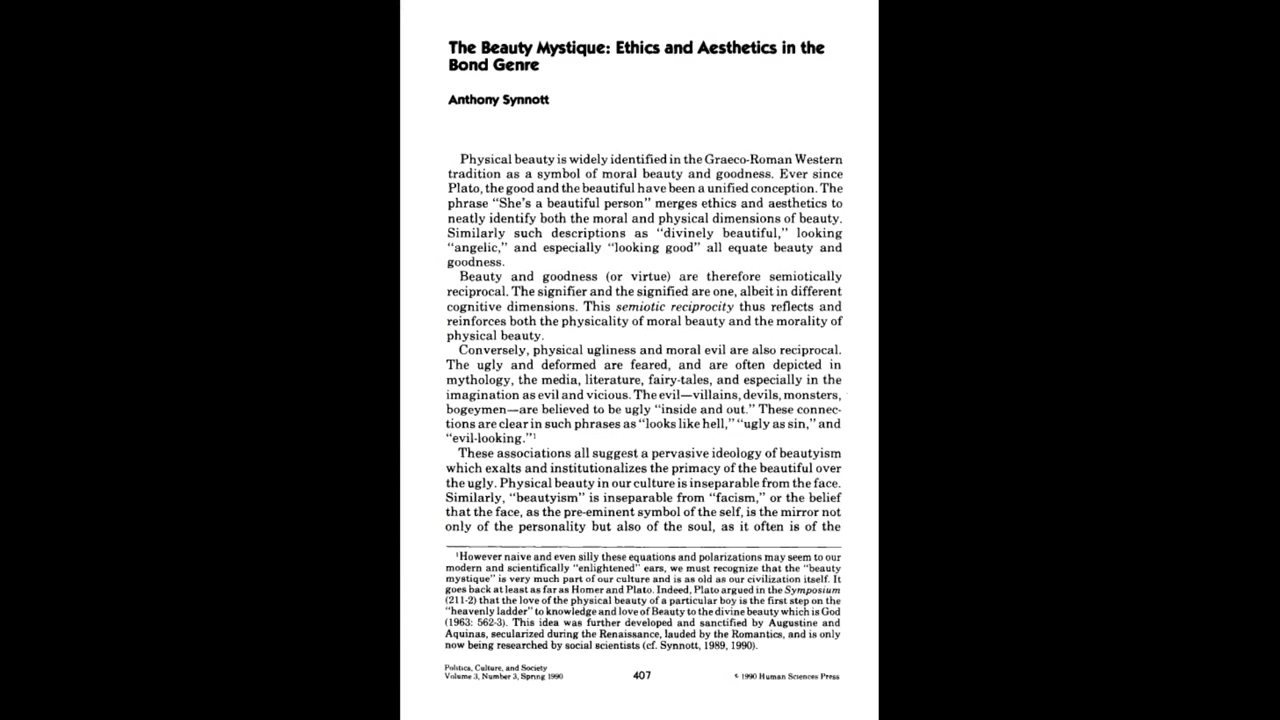 The Beauty Mystique: Ethics and Aesthetics in the
Bond Genre
Anthony Synnott
Physical beauty is widely identified in the Graeco-Roman Western
tradition as a symbol of moral beauty and goodness. Ever since
Plato, the good and the beautiful have been a unified conception. The
phrase “She’s a beautiful person” merges ethics and aesthetics to
neatly identify both the moral and physical dimensions of beauty.
Similarly such descriptions as “divinely beautiful,” looking
“angelic,” and especially “looking good” all equate beauty and
goodness.
Beauty and goodness (or virtue) are therefore semiotically
reciprocal. The signifier and the signified are one, albeit in different
cognitive dimensions. This semiotic reciprocity thus reflects and
reinforces both the physicality of moral beauty and the morality of
physical beauty.
Conversely, physical ugliness and moral evil are also reciprocal.
The ugly and deformed are feared, and are often depicted in
mythology, the media, literature, fairy-tales, and especially in the
imagination as evil and vicious. The evil—villains, devils, monsters,
bogeymen—are believed to be ugly “inside and out.” These connec-
tions are clear in such phrases as “looks like hell,” “ugly as sin,” and
“evil-looking.”¹
These associations all suggest a pervasive ideology of beautyism
which exalts and institutionalizes the primacy of the beautiful over
the ugly. Physical beauty in our culture is inseparable from the face.
Similarly, “beautyism” is inseparable from “facism,” or the belief
that the face, as the pre-eminent symbol of the self, is the mirror not
only of the personality but also of the soul, as it often is of the
¹However naive and even silly these equations and polarizations may seem to our
modern and scientifically “enlightened” ears, we must recognize that the “beauty
mystique” is very much part of our culture and is as old as our civilization itself. It
goes back at least as far as Homer and Plato. Indeed, Plato argued in the Symposium
(211-2) that the love of the physical beauty of a particular boy is the first step on the
“heavenly ladder” to knowledge and love of Beauty to the divine beauty which is God
(1963: 562-3). This idea was further developed and sanctified by Augustine and
Aquinas, secularized during the Renaissance, lauded by the Romantics, and is only
now being researched by social scientists (cf. Synnott, 1989, 1990).
Politics, Culture, and Society
Volume 3, Number 3, Spring 1990
407
© 1990 Human Sciences Press